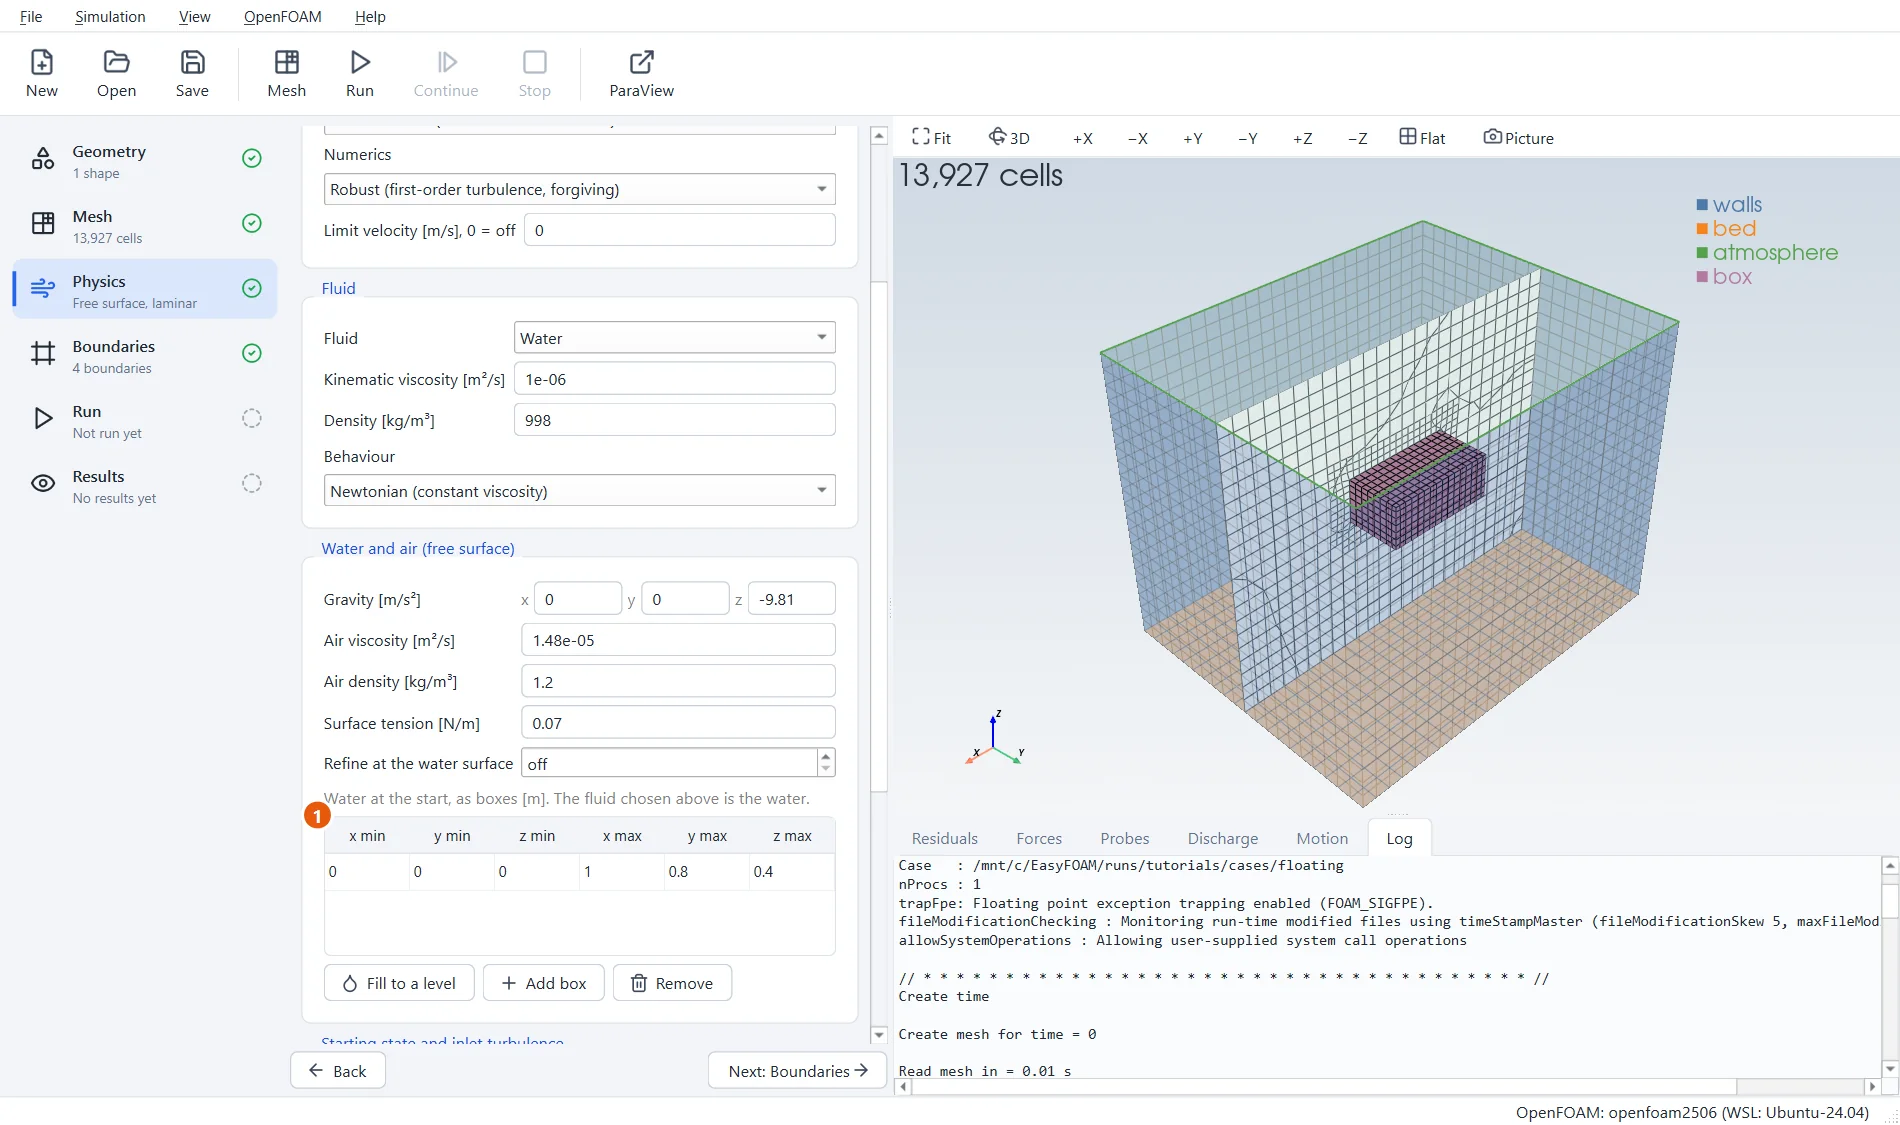 File Simulation View OpenFOAM Help
New Open Save Mesh Run Continue Stop ParaView
Geometry
1 shape
Mesh
13,927 cells
Physics
Free surface, laminar
Boundaries
4 boundaries
Run
Not run yet
Results
No results yet
Numerics
Robust (first-order turbulence, forgiving)
Limit velocity [m/s], 0 = off 0
Fluid
Fluid Water
Kinematic viscosity [m²/s] 1e-06
Density [kg/m³] 998
Behaviour
Newtonian (constant viscosity)
Water and air (free surface)
Gravity [m/s²] x 0 y 0 z -9.81
Air viscosity [m²/s] 1.48e-05
Air density [kg/m³] 1.2
Surface tension [N/m] 0.07
Refine at the water surface off
Water at the start, as boxes [m]. The fluid chosen above is the water.
1
x min y min z min x max y max z max
0 0 0 1 0.8 0.4
Fill to a level Add box Remove
Starting state and inlet turbulence
Back Next: Boundaries
Fit 3D +X −X +Y −Y +Z −Z Flat Picture
13,927 cells
walls
bed
atmosphere
box
Z
X Y
Residuals Forces Probes Discharge Motion Log
Case   : /mnt/c/EasyFOAM/runs/tutorials/cases/floating
nProcs : 1
trapFpe: Floating point exception trapping enabled (FOAM_SIGFPE).
fileModificationChecking : Monitoring run-time modified files using timeStampMaster (fileModificationSkew 5, maxFileMod
allowSystemOperations : Allowing user-supplied system call operations
// * * * * * * * * * * * * * * * * * * * * * * * * * * * * * * * * * * * * * //
Create time
Create mesh for time = 0
Read mesh in = 0.01 s
OpenFOAM: openfoam2506 (WSL: Ubuntu-24.04)